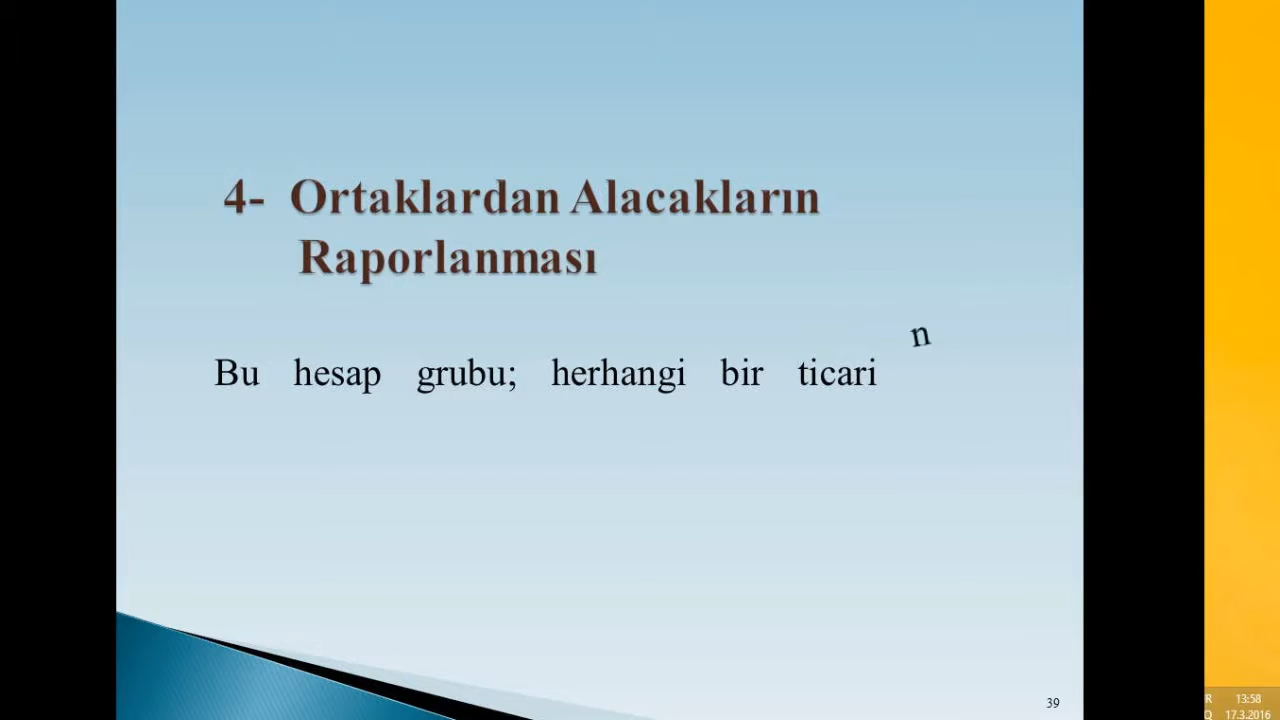 4- Ortaklardan Alacakların
Raporlanması
Bu hesap grubu; herhangi bir ticari n
39
R 13:58
Q 17.3.2016